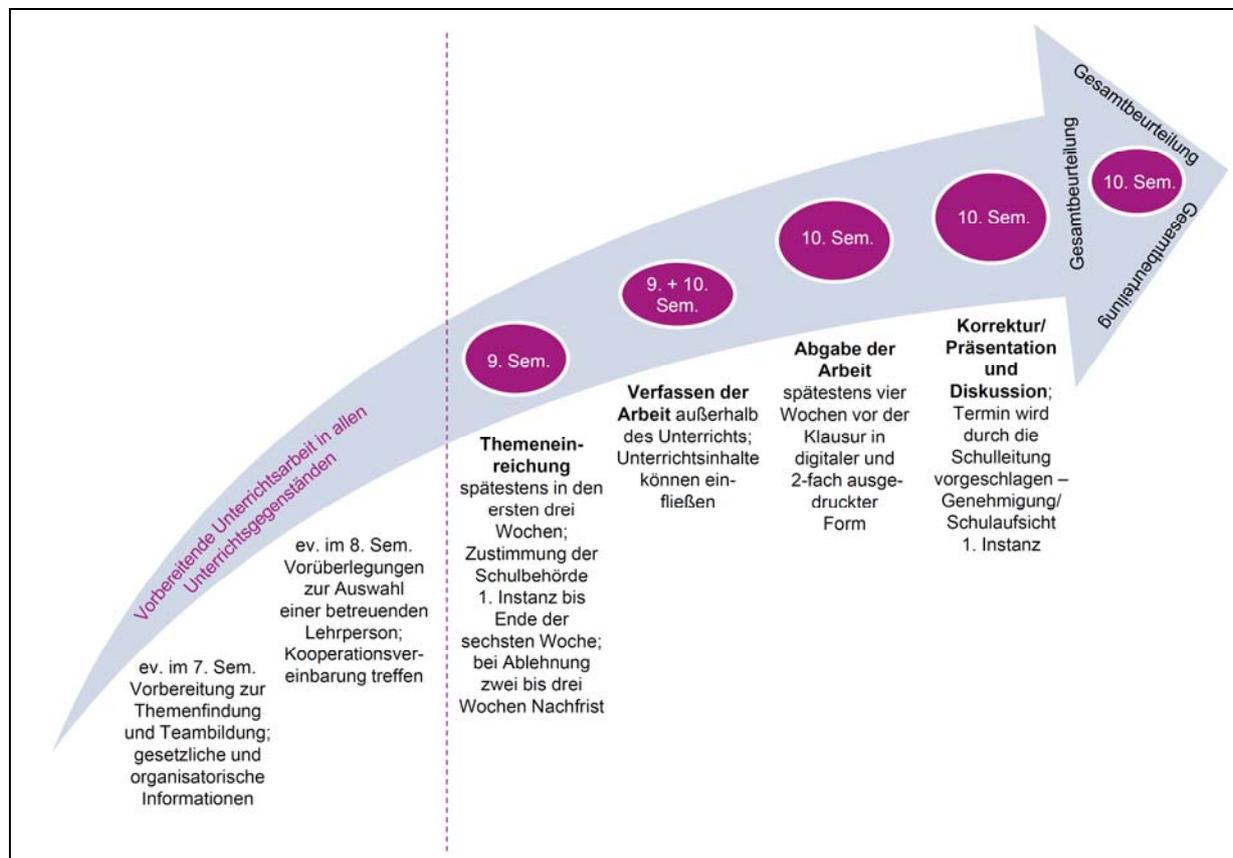 Vorbereitende Unterrichtsarbeit in allen
Unterrichtsgegenständen
ev. im 7. Sem.
Vorbereitung zur
Themenfindung
und Teambildung;
gesetzliche und
organisatorische
Informationen
ev. im 8. Sem.
Vorüberlegungen
zur Auswahl
einer betreuenden
Lehrperson;
Kooperationsver-
einbarung treffen
9. Sem.
Themenein-
reichung
spätestens in den
ersten drei
Wochen;
Zustimmung der
Schulbehörde
1. Instanz bis
Ende der
sechsten Woche;
bei Ablehnung
zwei bis drei
Wochen Nachfrist
9. + 10.
Sem.
Verfassen der
Arbeit außerhalb
des Unterrichts;
Unterrichtsinhalte
können ein-
fließen
10. Sem.
Abgabe der
Arbeit
spätestens vier
Wochen vor der
Klausur in
digitaler und
2-fach ausge-
druckter
Form
10. Sem.
Korrektur/
Präsentation
und
Diskussion;
Termin wird
durch die
Schulleitung
vorgeschlagen –
Genehmigung/
Schulaufsicht
1. Instanz
Gesamtbeurteilung
Gesamtbeurteilung
10. Sem.
Gesamtbeurteilung